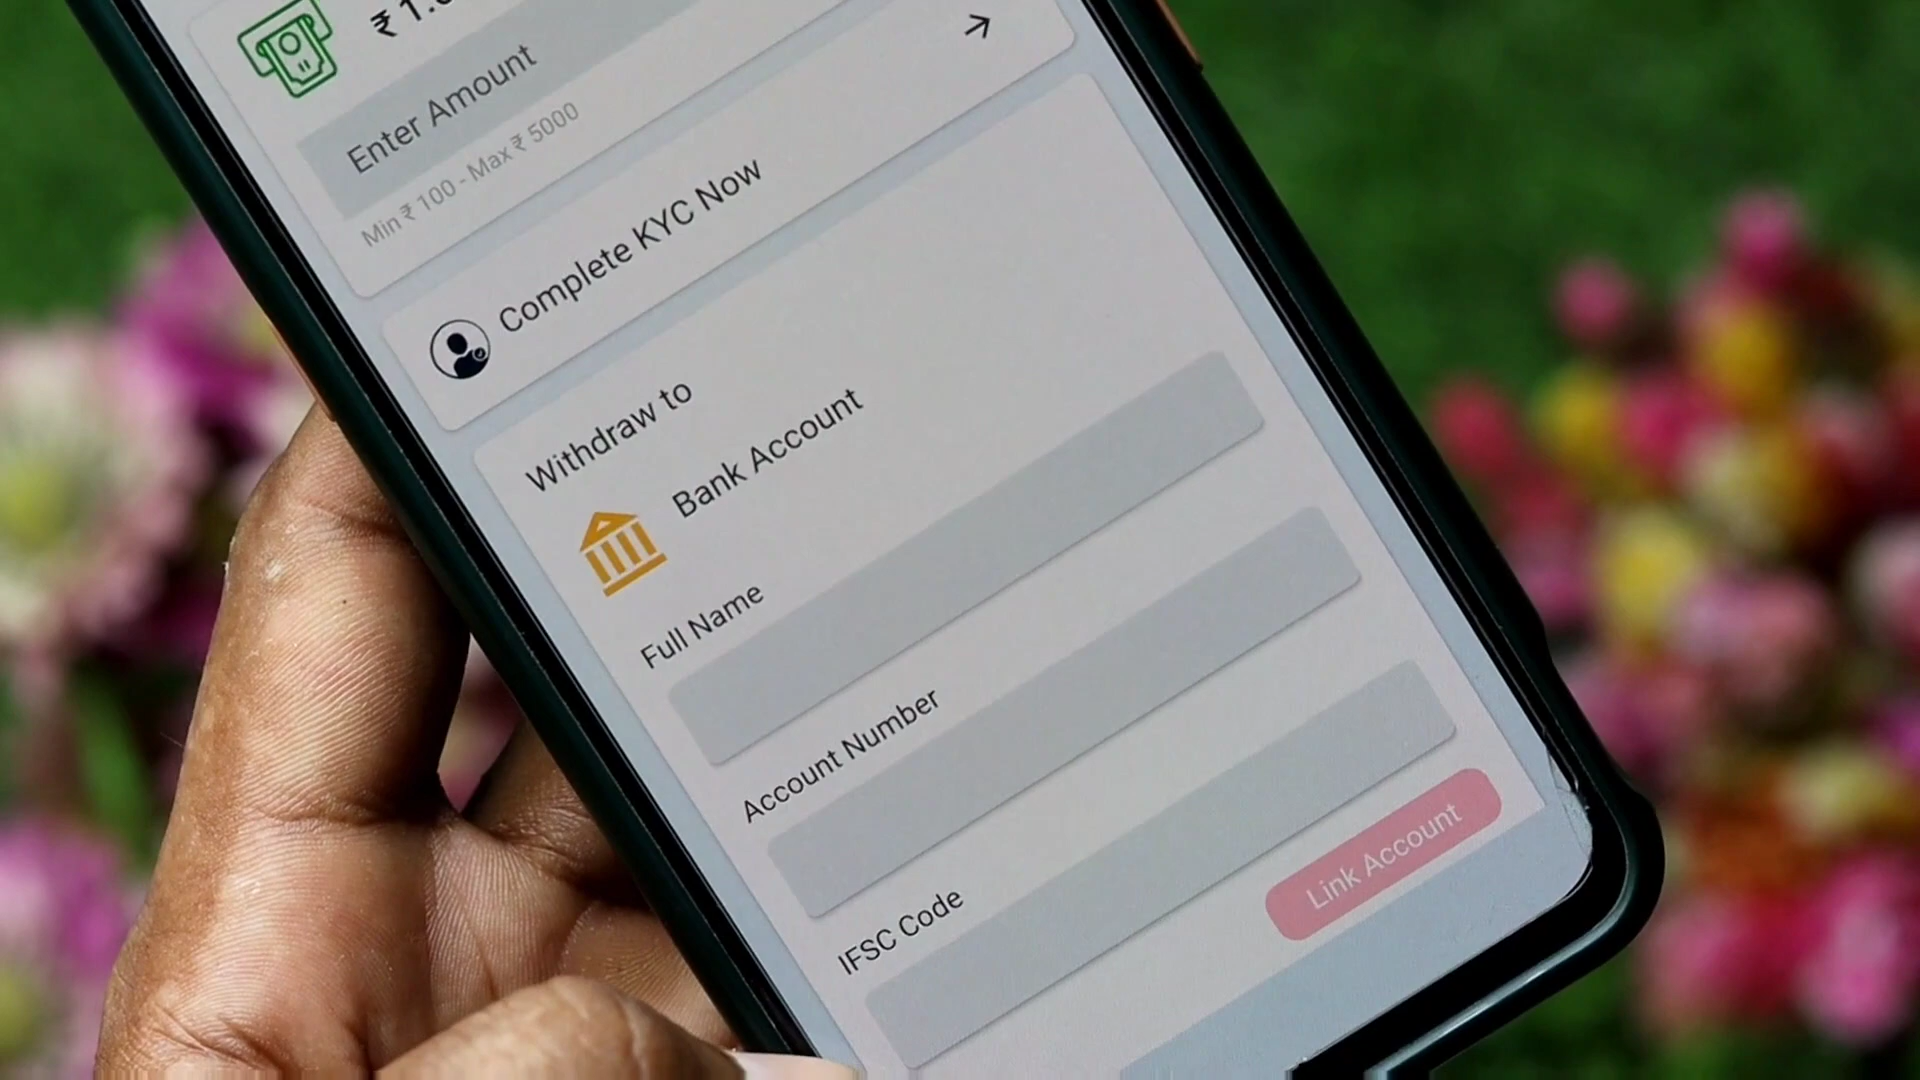 ₹ 1.
Enter Amount
Min ₹ 100 - Max ₹ 5000
Complete KYC Now
Withdraw to
Bank Account
Full Name
Account Number
IFSC Code
Link Account